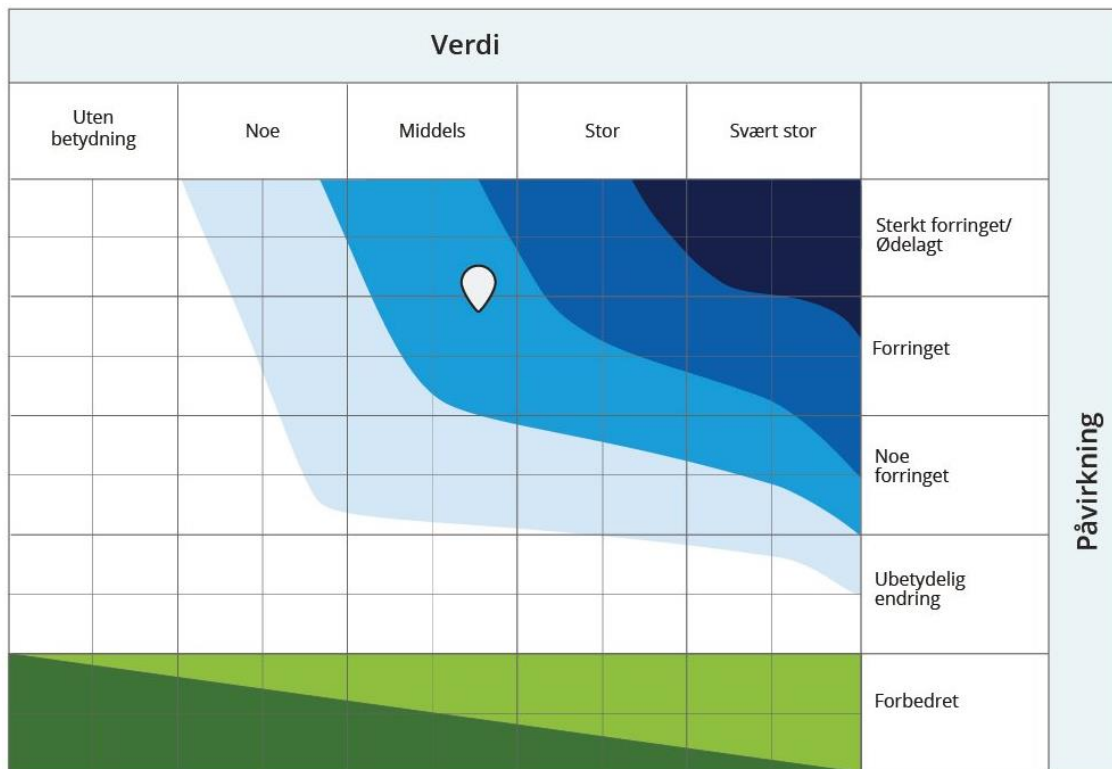 Verdi
Uten
betydning
Noe
Middels
Stor
Svært stor
Sterkt forringet/
Ødelagt
Forringet
Noe
forringet
Ubetydelig
endring
Forbedret
Påvirkning